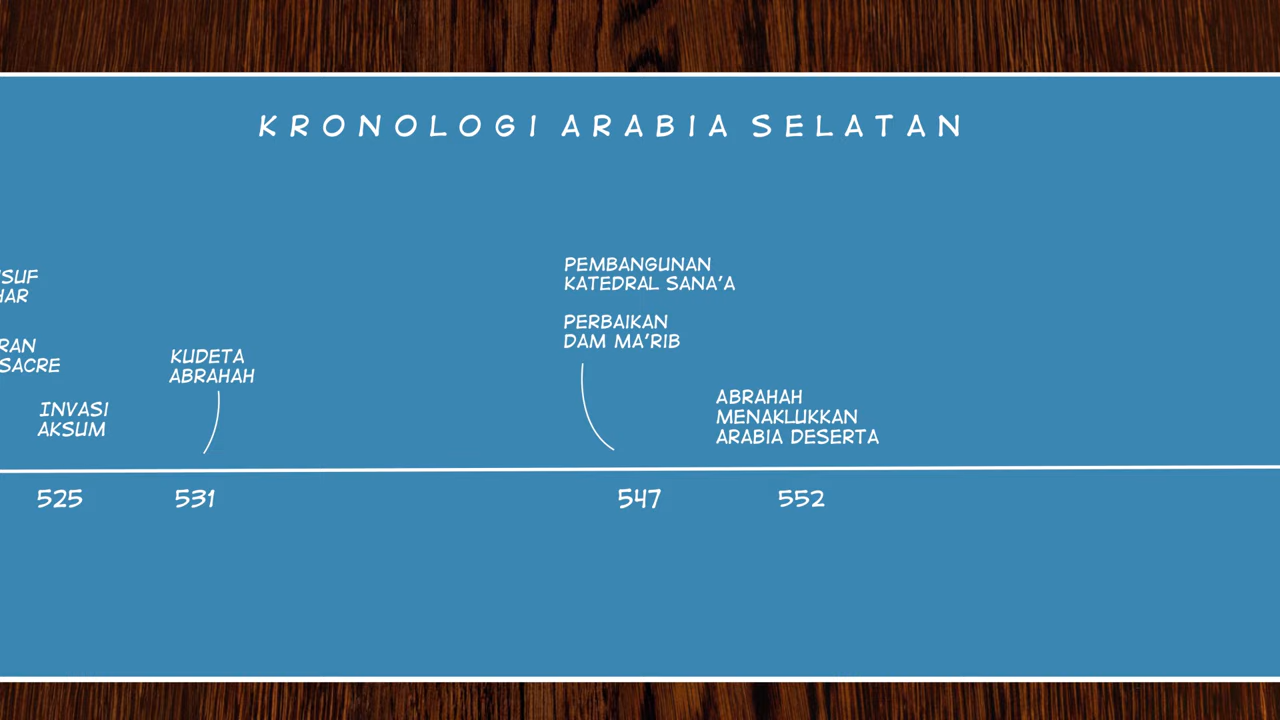 KRONOLOGI ARABIA SELATAN
PEMBANGUNAN
KATEDRAL SANA'A
PERBAIKAN
DAM MA'RIB
KUDETA
ABRAHAH
INVASI
AKSUM
ABRAHAH
MENAKLUKKAN
ARABIA DESERTA
525 531 547 552